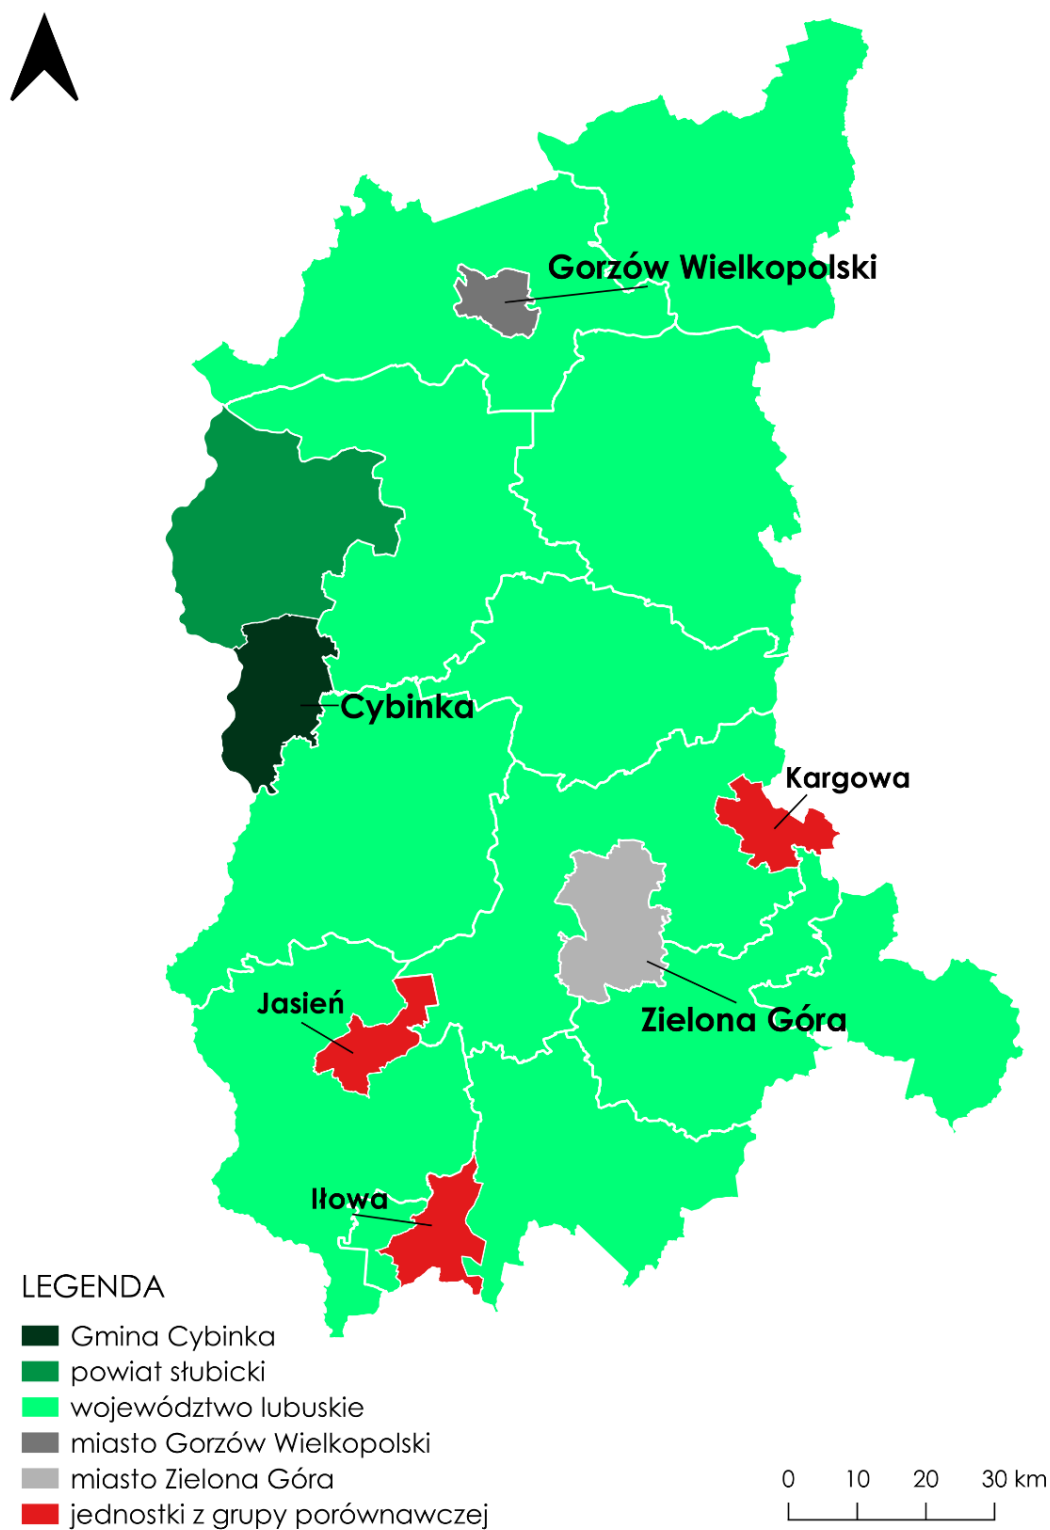 Gorzów Wielkopolski
Cybinka
Kargowa
Jasień
Zielona Góra
Iłowa
LEGENDA
Gmina Cybinka
powiat słubicki
województwo lubuskie
miasto Gorzów Wielkopolski
miasto Zielona Góra
jednostki z grupy porównawczej
0 10 20 30 km